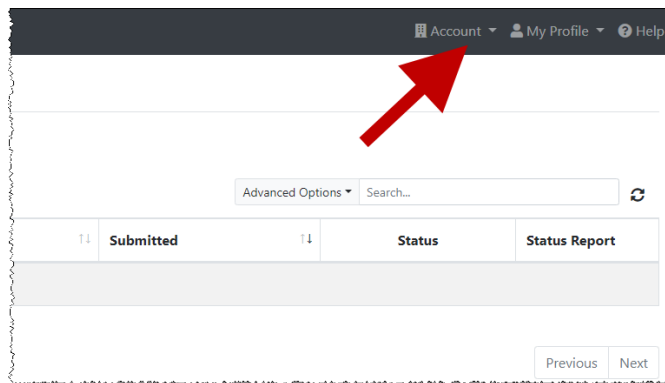 Account My Profile Help
Advanced Options Search...
Submitted Status Status Report
Previous Next